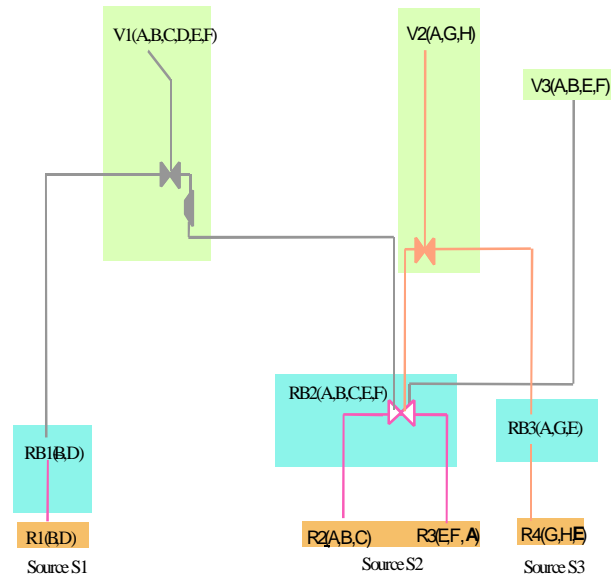 V1(A,B,C,D,E,F)
V2(A,G,H)
V3(A,B,E,F)
RB2(A,B,C,E,F)
RB1(B,D)
RB3(A,G,E)
R1(B,D)
R2(A,B,C)
R3(E,F,A)
R4(G,H,E)
Source S1
Source S2
Source S3